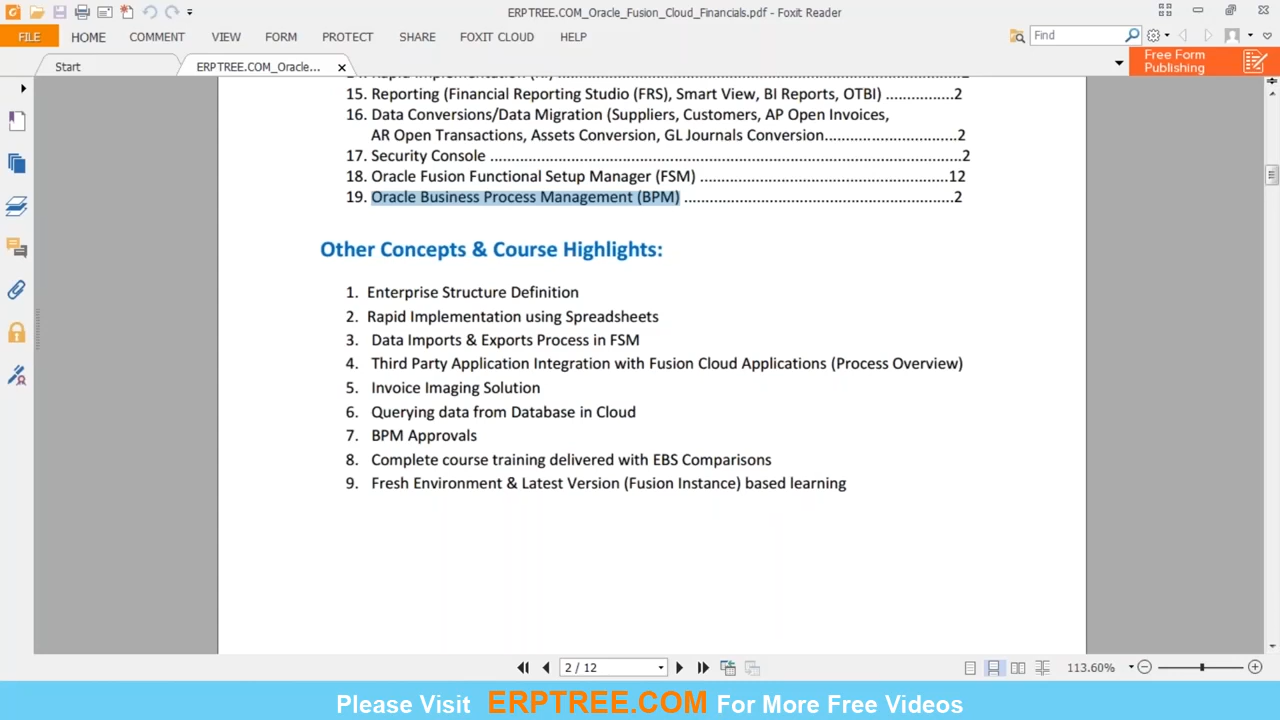 ERPTREE.COM_Oracle_Fusion_Cloud_Financials.pdf - Foxit Reader
FILE HOME COMMENT VIEW FORM PROTECT SHARE FOXIT CLOUD HELP
Find
Start
ERPTREE.COM_Oracle...
Free Form
Publishing
15. Reporting (Financial Reporting Studio (FRS), Smart View, BI Reports, OTBI) ...............2
16. Data Conversions/Data Migration (Suppliers, Customers, AP Open Invoices,
AR Open Transactions, Assets Conversion, GL Journals Conversion.............................2
17. Security Console ........................................................................................................2
18. Oracle Fusion Functional Setup Manager (FSM) ......................................................12
19. Oracle Business Process Management (BPM) ...........................................................2
Other Concepts & Course Highlights:
1. Enterprise Structure Definition
2. Rapid Implementation using Spreadsheets
3. Data Imports & Exports Process in FSM
4. Third Party Application Integration with Fusion Cloud Applications (Process Overview)
5. Invoice Imaging Solution
6. Querying data from Database in Cloud
7. BPM Approvals
8. Complete course training delivered with EBS Comparisons
9. Fresh Environment & Latest Version (Fusion Instance) based learning
2 / 12
113.60%
Please Visit ERPTREE.COM For More Free Videos